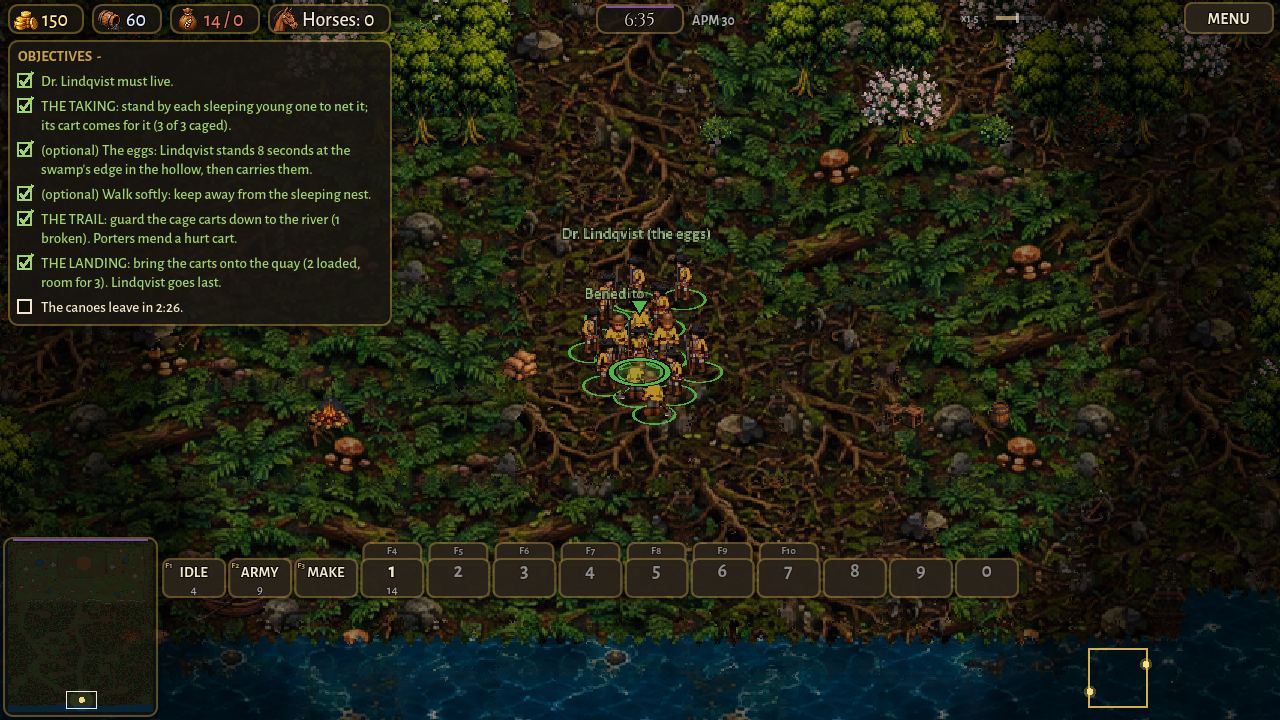 150
60
14 / 0
Horses: 0
6:35
APM 30
x1.5
MENU
OBJECTIVES -
Dr. Lindqvist must live.
THE TAKING: stand by each sleeping young one to net it;
its cart comes for it (3 of 3 caged).
(optional) The eggs: Lindqvist stands 8 seconds at the
swamp's edge in the hollow, then carries them.
(optional) Walk softly: keep away from the sleeping nest.
THE TRAIL: guard the cage carts down to the river (1
broken). Porters mend a hurt cart.
THE LANDING: bring the carts onto the quay (2 loaded,
room for 3). Lindqvist goes last.
The canoes leave in 2:26.
Dr. Lindqvist (the eggs)
Benedito
F4 F5 F6 F7 F8 F9 F10
F1 IDLE F2 ARMY F3 MAKE 1 2 3 4 5 6 7 8 9 0
4 9 14